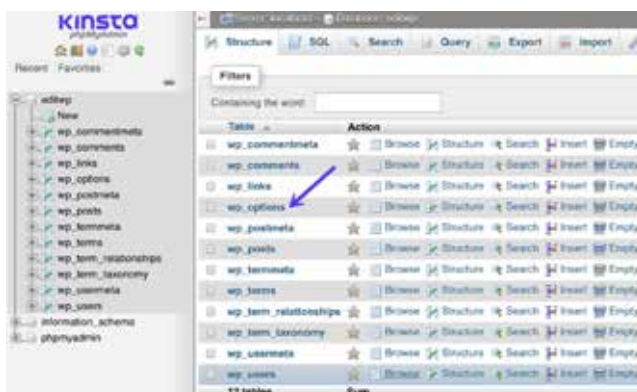 KINSTA
phpMyAdmin
Recent Favorites
editwp
New
wp_commentmeta
wp_comments
wp_links
wp_options
wp_postmeta
wp_posts
wp_termmeta
wp_terms
wp_term_relationships
wp_term_taxonomy
wp_usermeta
wp_users
information_schema
phpmyadmin
Structure SQL Search Query Export Import
Filters
Containing the word:
Table Action
wp_commentmeta Browse Structure Search Insert Empty
wp_comments Browse Structure Search Insert Empty
wp_links Browse Structure Search Insert Empty
wp_options Browse Structure Search Insert Empty
wp_postmeta Browse Structure Search Insert Empty
wp_posts Browse Structure Search Insert Empty
wp_termmeta Browse Structure Search Insert Empty
wp_terms Browse Structure Search Insert Empty
wp_term_relationships Browse Structure Search Insert Empty
wp_term_taxonomy Browse Structure Search Insert Empty
wp_usermeta Browse Structure Search Insert Empty
wp_users Browse Structure Search Insert Empty
12 tables Sum